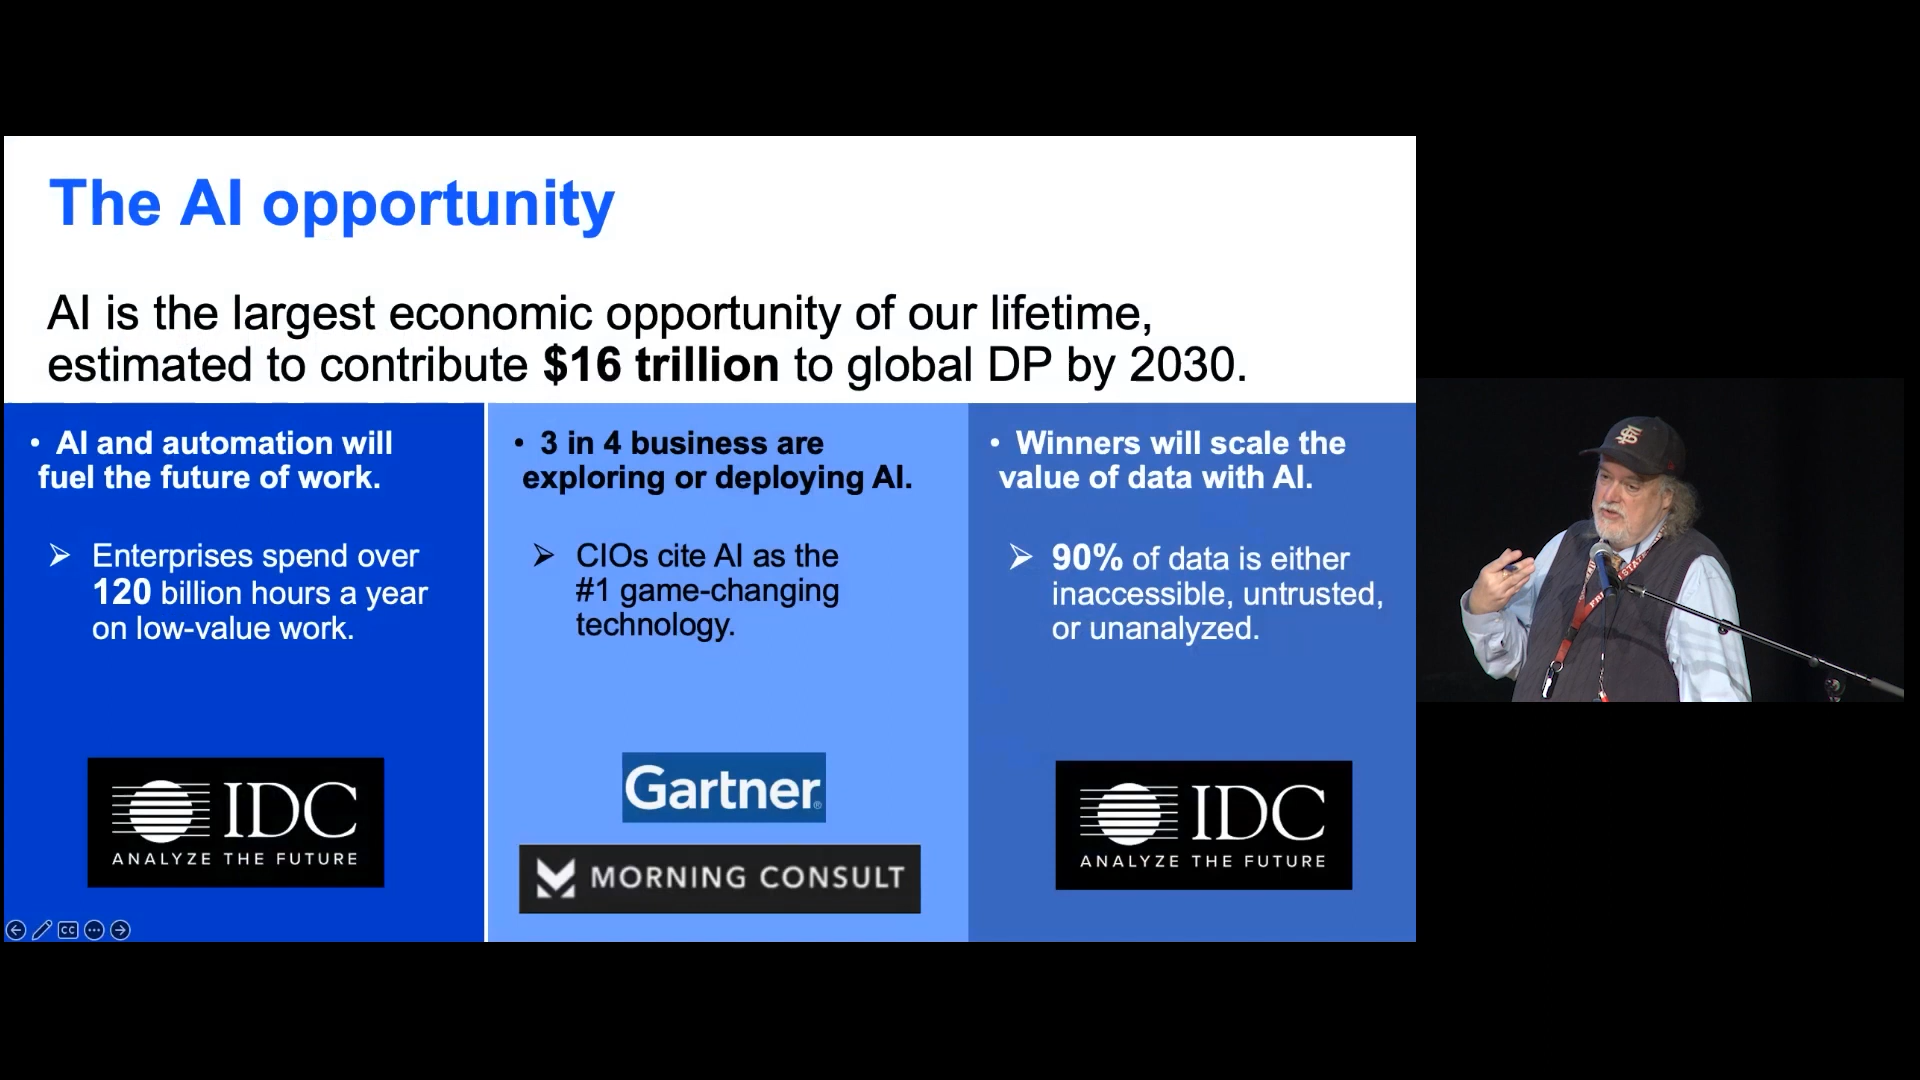 The AI opportunity
AI is the largest economic opportunity of our lifetime,
estimated to contribute $16 trillion to global DP by 2030.
• AI and automation will
fuel the future of work.
➢ Enterprises spend over
120 billion hours a year
on low-value work.
IDC
ANALYZE THE FUTURE
• 3 in 4 business are
exploring or deploying AI.
➢ CIOs cite AI as the
#1 game-changing
technology.
Gartner®
MORNING CONSULT
• Winners will scale the
value of data with AI.
➢ 90% of data is either
inaccessible, untrusted,
or unanalyzed.
IDC
ANALYZE THE FUTURE
CC